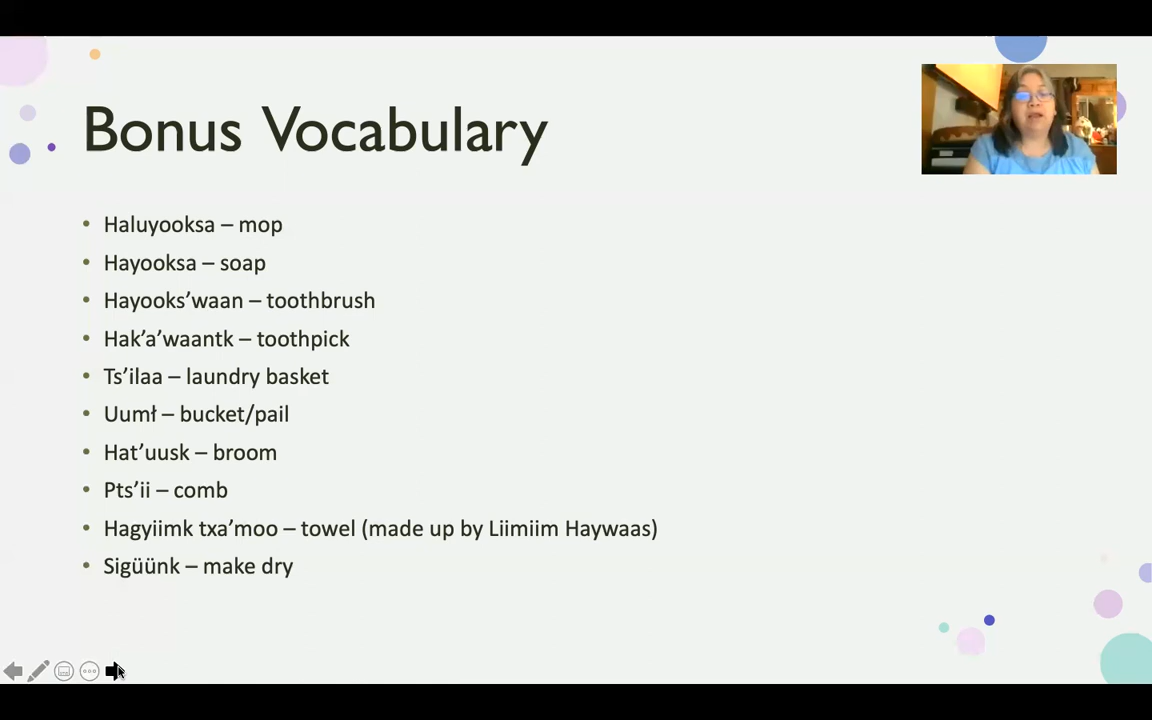 Bonus Vocabulary
• Haluyooksa – mop
• Hayooksa – soap
• Hayooks’waan – toothbrush
• Hak’a’waantk – toothpick
• Ts’ilaa – laundry basket
• Uumł – bucket/pail
• Hat’uusk – broom
• Pts’ii – comb
• Hagyiimk txa’moo – towel (made up by Liimiim Haywaas)
• Sigüünk – make dry